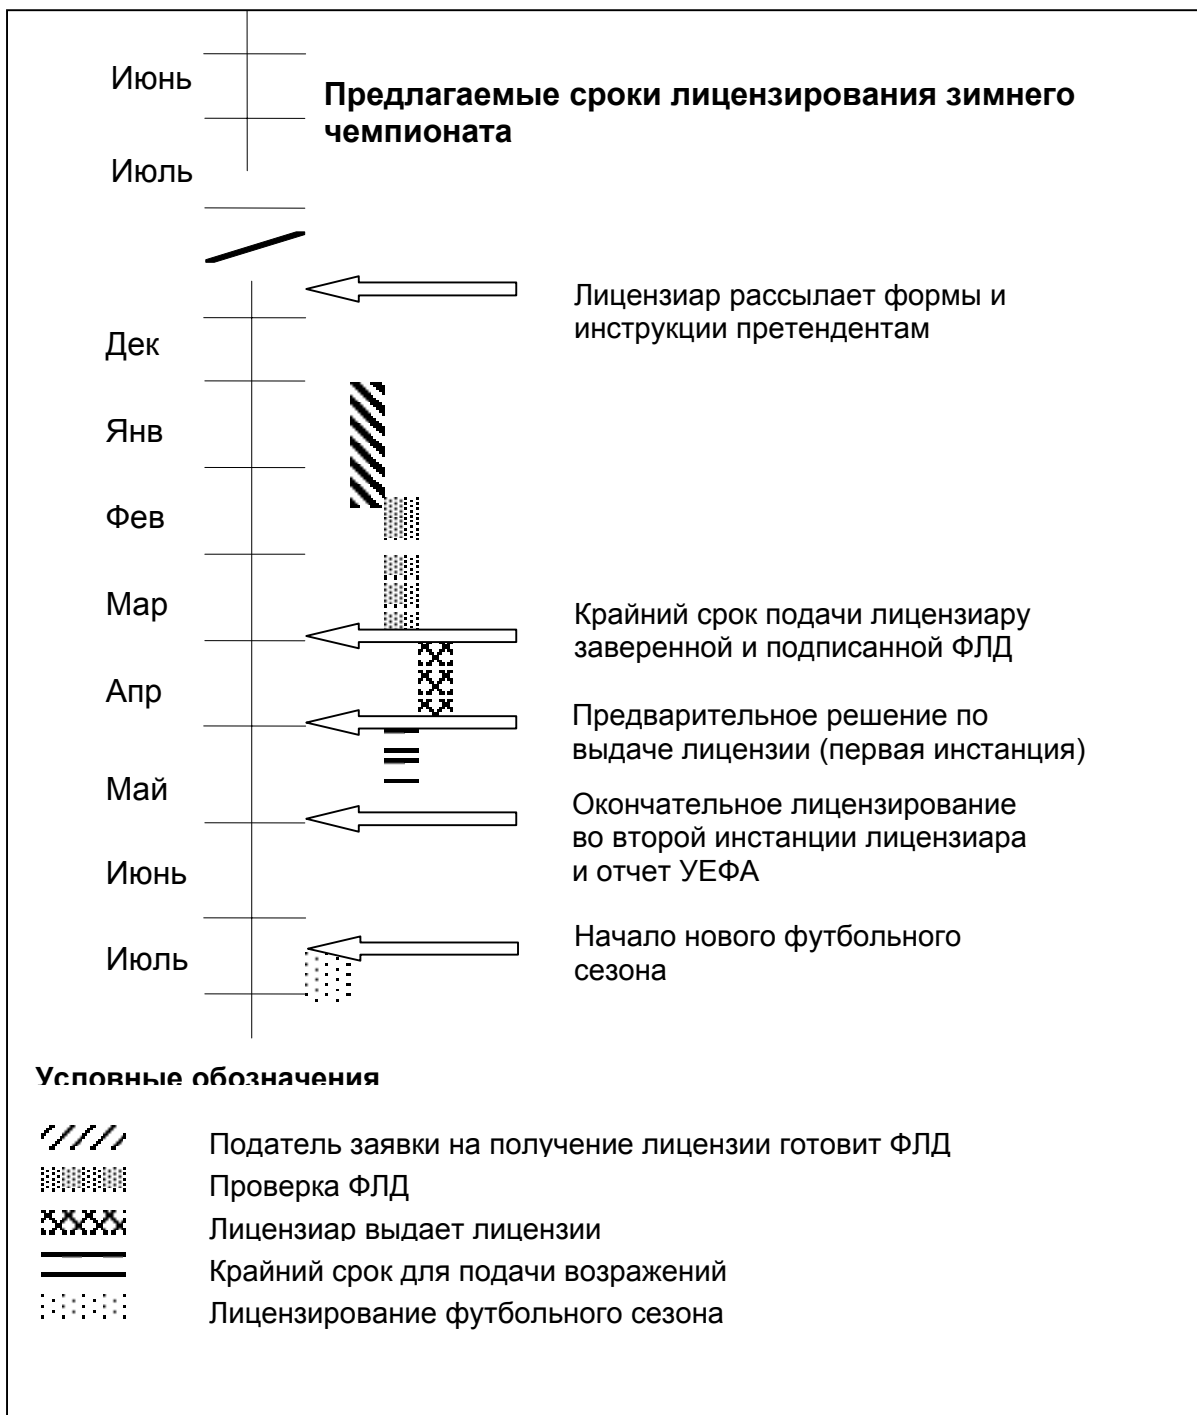 Июнь
Предлагаемые сроки лицензирования зимнего
чемпионата
Июль
Лицензиар рассылает формы и
инструкции претендентам
Дек
Янв
Фев
Мар
Крайний срок подачи лицензиару
заверенной и подписанной ФЛД
Апр
Предварительное решение по
выдаче лицензии (первая инстанция)
Май
Окончательное лицензирование
во второй инстанции лицензиара
и отчет УЕФА
Июнь
Начало нового футбольного
сезона
Июль
Условные обозначения
Податель заявки на получение лицензии готовит ФЛД
Проверка ФЛД
Лицензиар выдает лицензии
Крайний срок для подачи возражений
Лицензирование футбольного сезона